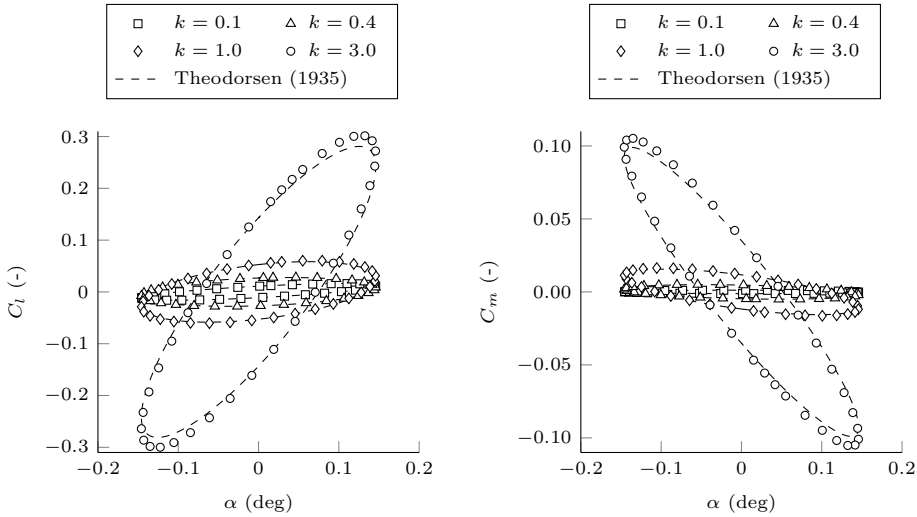 k = 0.1 k = 0.4
k = 1.0 k = 3.0
Theodorsen (1935)
0.3
0.2
0.1
0
−0.1
−0.2
−0.3
−0.2 −0.1 0 0.1 0.2
C_l (-)
α (deg)
k = 0.1 k = 0.4
k = 1.0 k = 3.0
Theodorsen (1935)
0.10
0.05
0.00
−0.05
−0.10
−0.2 −0.1 0 0.1 0.2
C_m (-)
α (deg)